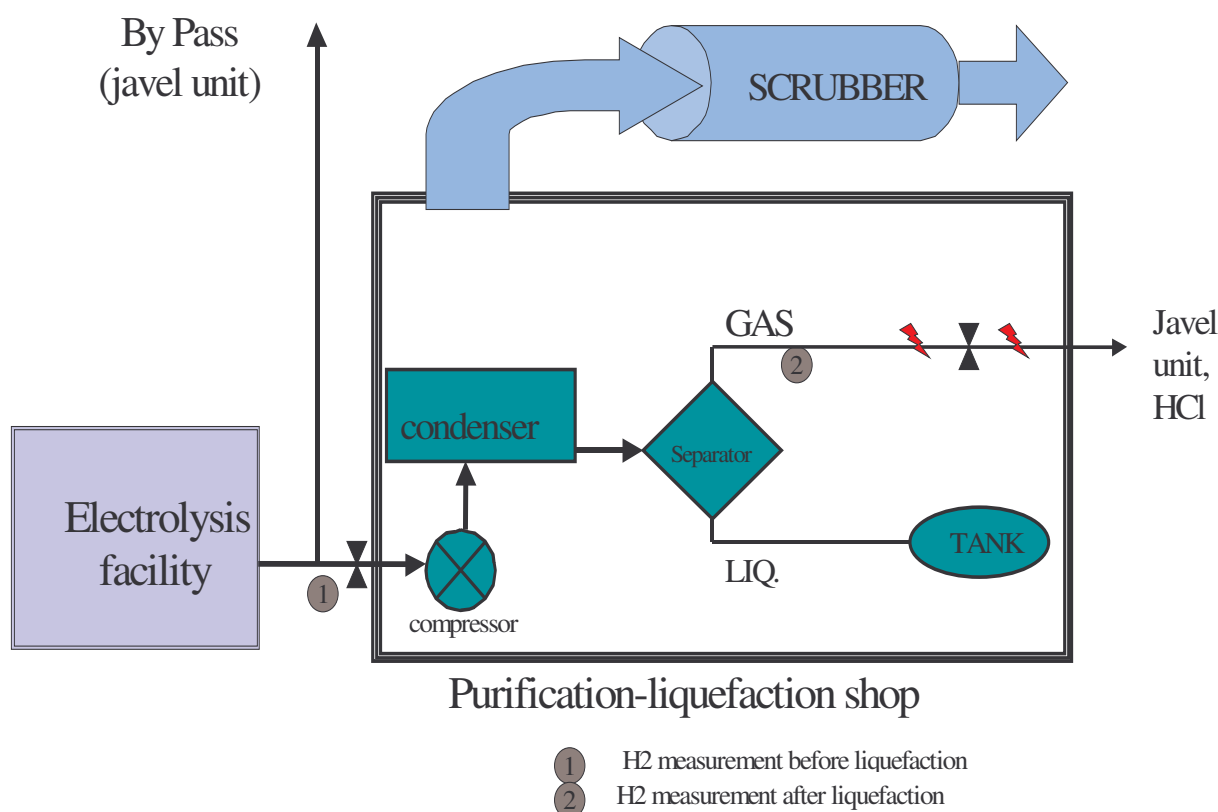 By Pass
(javel unit)
SCRUBBER
GAS
2
Javel
unit,
HCl
condenser
Separator
Electrolysis
facility
1
compressor
LIQ.
TANK
Purification-liquefaction shop
1 H2 measurement before liquefaction
2 H2 measurement after liquefaction